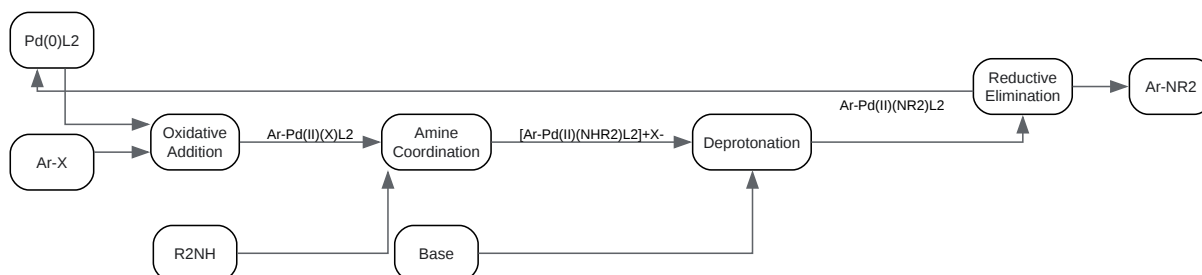 Pd(0)L2
Reductive
Elimination
Ar-NR2
Ar-Pd(II)(NR2)L2
Oxidative
Addition
Ar-Pd(II)(X)L2
Amine
Coordination
[Ar-Pd(II)(NHR2)L2]+X-
Deprotonation
Ar-X
R2NH
Base